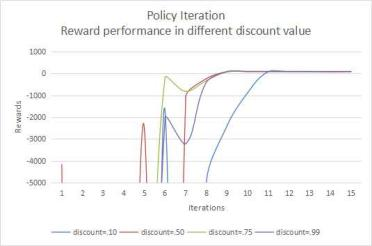 Policy Iteration
Reward performance in different discount value
1000
0
-1000
-2000
-3000
-4000
-5000
Rewards
1 2 3 4 5 6 7 8 9 10 11 12 13 14 15
Iterations
discount=.10 discount=.50 discount=.75 discount=.99